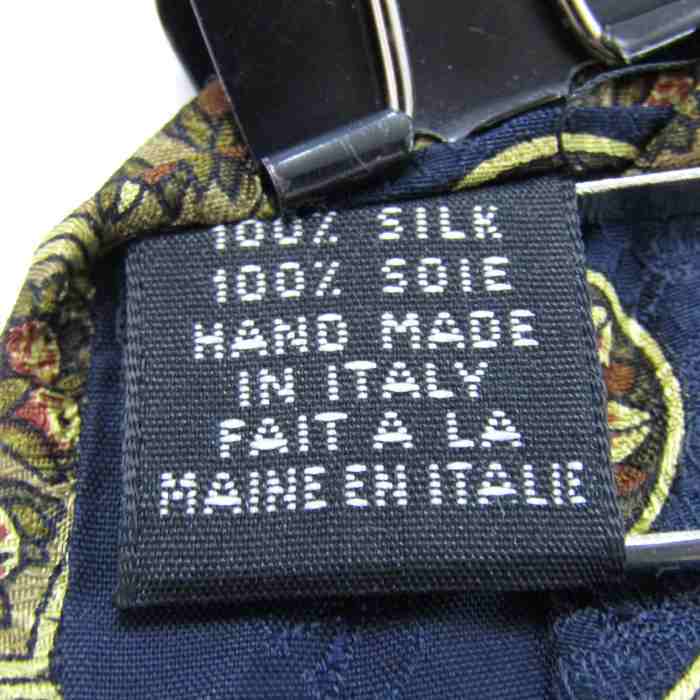 100% SILK
100% SOIE
HAND MADE
IN ITALY
FAIT A LA
MAINE EN ITALIE